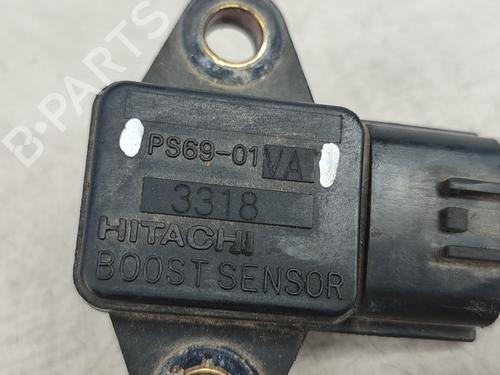 B-PARTS
PS69-01 VA
3318
HITACHI
BOOST SENSOR